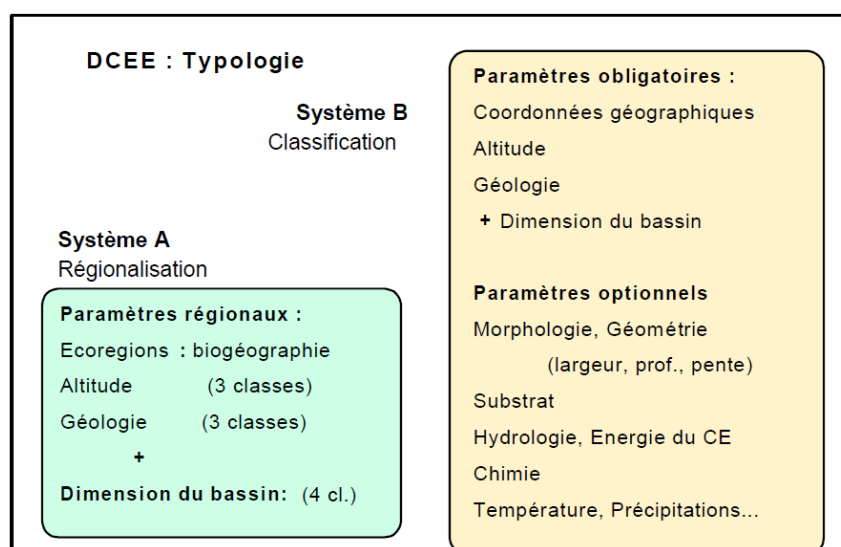 DCEE : Typologie
Système B
Classification
Système A
Régionalisation
Paramètres régionaux :
Ecoregions : biogéographie
Altitude (3 classes)
Géologie (3 classes)
+
Dimension du bassin: (4 cl.)
Paramètres obligatoires :
Coordonnées géographiques
Altitude
Géologie
+ Dimension du bassin
Paramètres optionnels
Morphologie, Géométrie
(largeur, prof., pente)
Substrat
Hydrologie, Energie du CE
Chimie
Température, Précipitations...